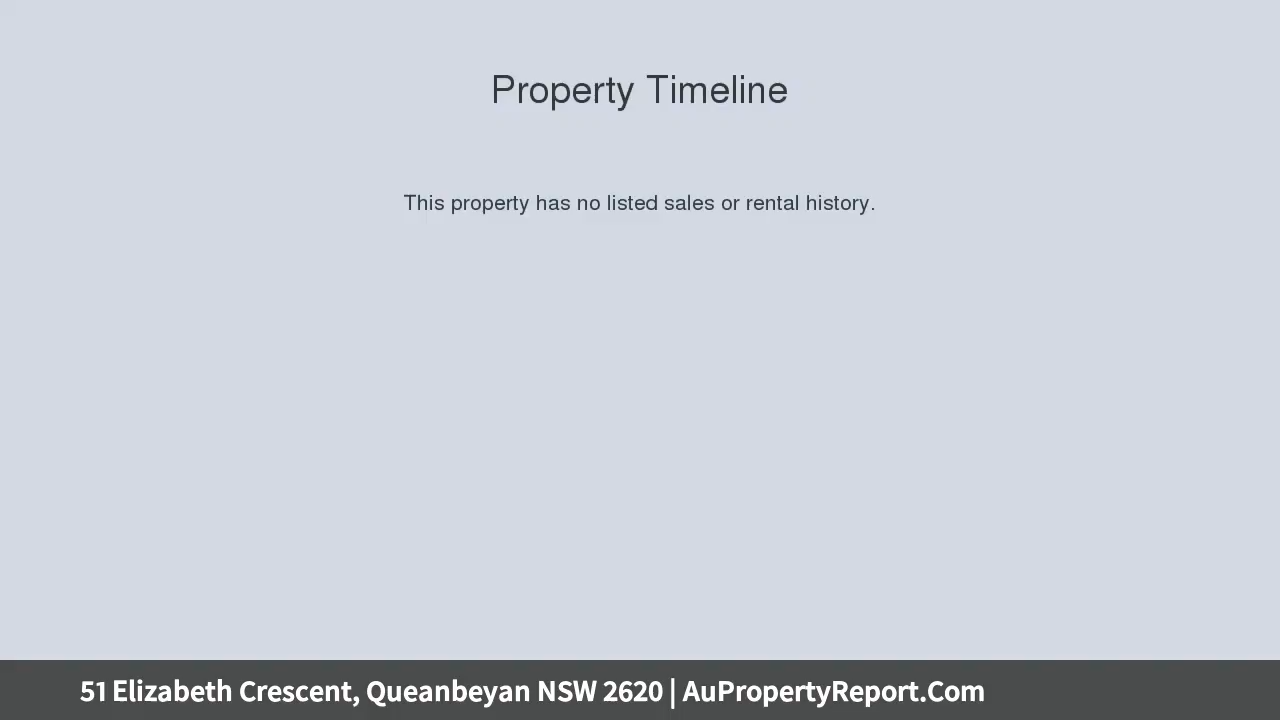 Property Timeline
This property has no listed sales or rental history.
51 Elizabeth Crescent, Queanbeyan NSW 2620 | AuPropertyReport.Com